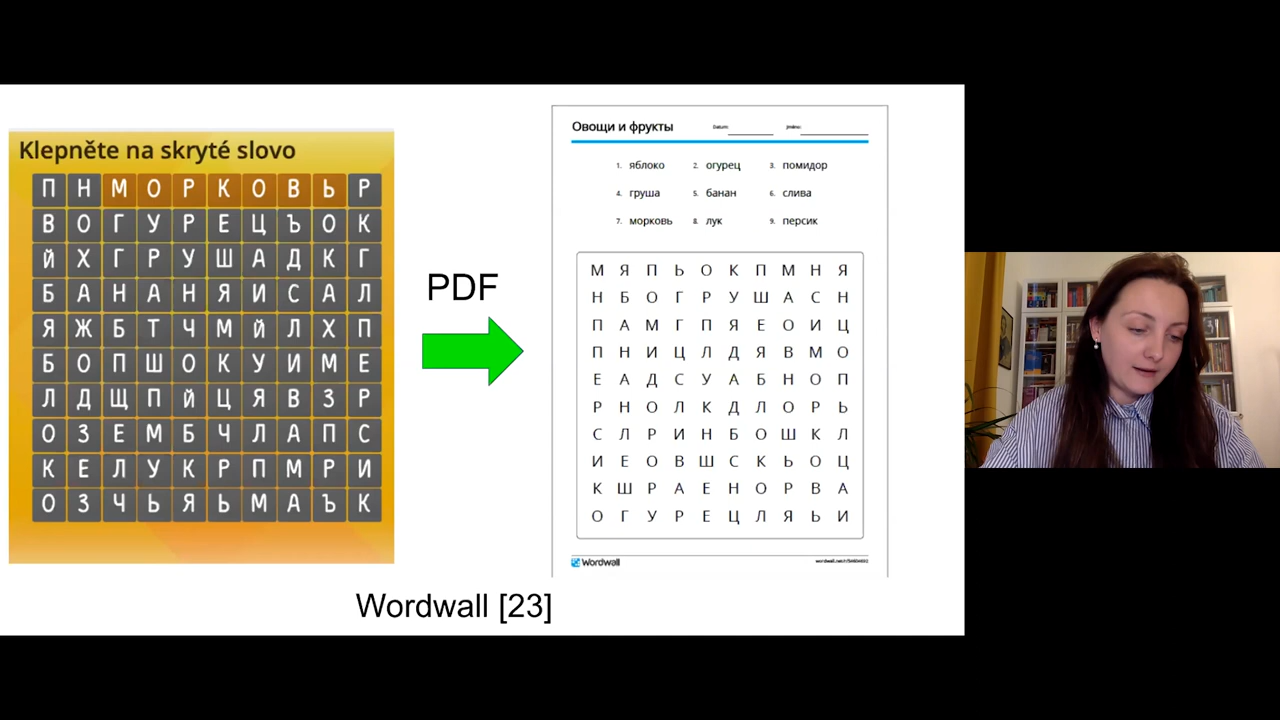 Klepněte na skryté slovo
П Н М О Р К О В Ь Р
В О Г У Р Е Ц Ъ О К
Й Х Г Р У Ш А Д К Г
Б А Н А Н Я И С А Л
Я Ж Б Т Ч М Й Л Х П
Б О П Ш О К У И М Е
Л Д Щ П Й Ц Я В З Р
О З Е М Б Ч Л А П С
К Е Л У К Р П М Р И
О З Ч Ь Я Ь М А Ъ К
PDF
Овощи и фрукты Datum: Jméno:
1. яблоко 2. огурец 3. помидор
4. груша 5. банан 6. слива
7. морковь 8. лук 9. персик
М Я П Ь О К П М Н Я
Н Б О Г Р У Ш А С Н
П А М Г П Я Е О И Ц
П Н И Ц Л Д Я В М О
Е А Д С У А Б Н О П
Р Н О Л К Д Л О Р Ь
С Л Р И Н Б О Ш К Л
И Е О В Ш С К Ь О Ц
К Ш Р А Е Н О Р В А
О Г У Р Е Ц Л Я Ь И
Wordwall
Wordwall [23]